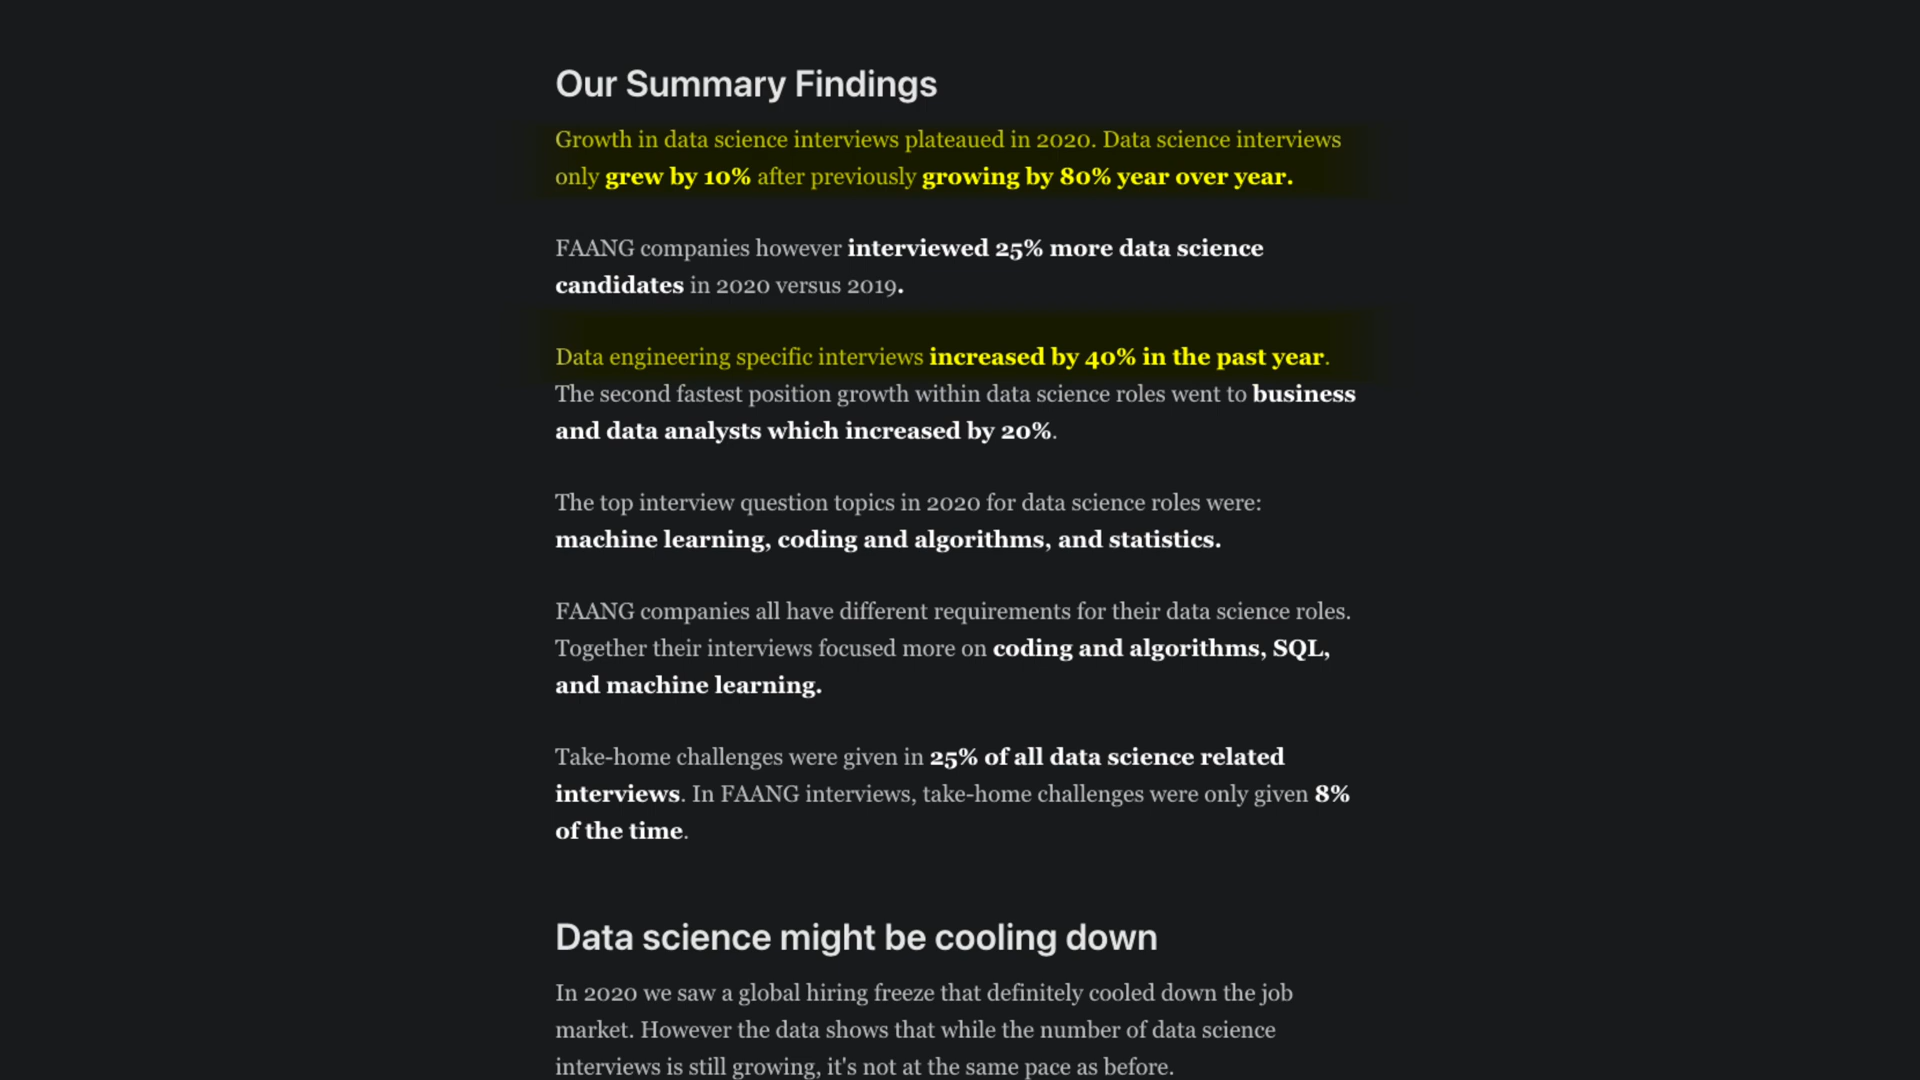 Our Summary Findings
Growth in data science interviews plateaued in 2020. Data science interviews
only grew by 10% after previously growing by 80% year over year.
FAANG companies however interviewed 25% more data science
candidates in 2020 versus 2019.
Data engineering specific interviews increased by 40% in the past year.
The second fastest position growth within data science roles went to business
and data analysts which increased by 20%.
The top interview question topics in 2020 for data science roles were:
machine learning, coding and algorithms, and statistics.
FAANG companies all have different requirements for their data science roles.
Together their interviews focused more on coding and algorithms, SQL,
and machine learning.
Take-home challenges were given in 25% of all data science related
interviews. In FAANG interviews, take-home challenges were only given 8%
of the time.
Data science might be cooling down
In 2020 we saw a global hiring freeze that definitely cooled down the job
market. However the data shows that while the number of data science
interviews is still growing, it's not at the same pace as before.